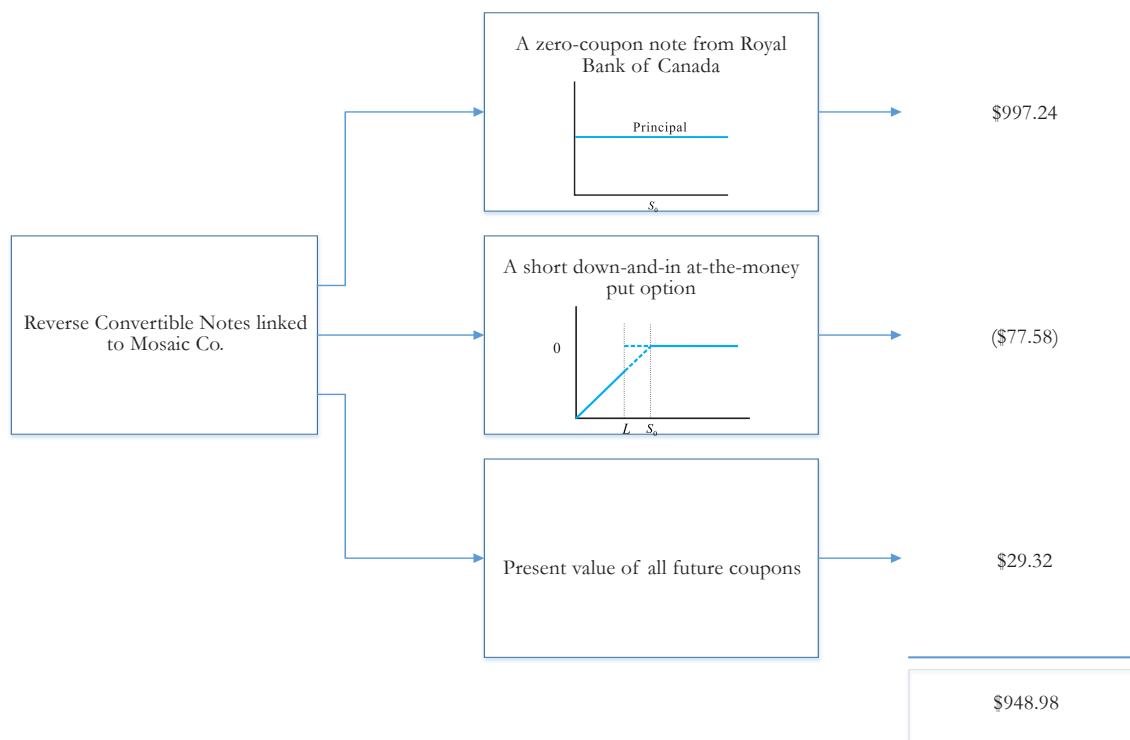 A zero-coupon note from Royal
Bank of Canada
Principal
S₀
$997.24
Reverse Convertible Notes linked
to Mosaic Co.
A short down-and-in at-the-money
put option
0
L S₀
($77.58)
Present value of all future coupons
$29.32
$948.98